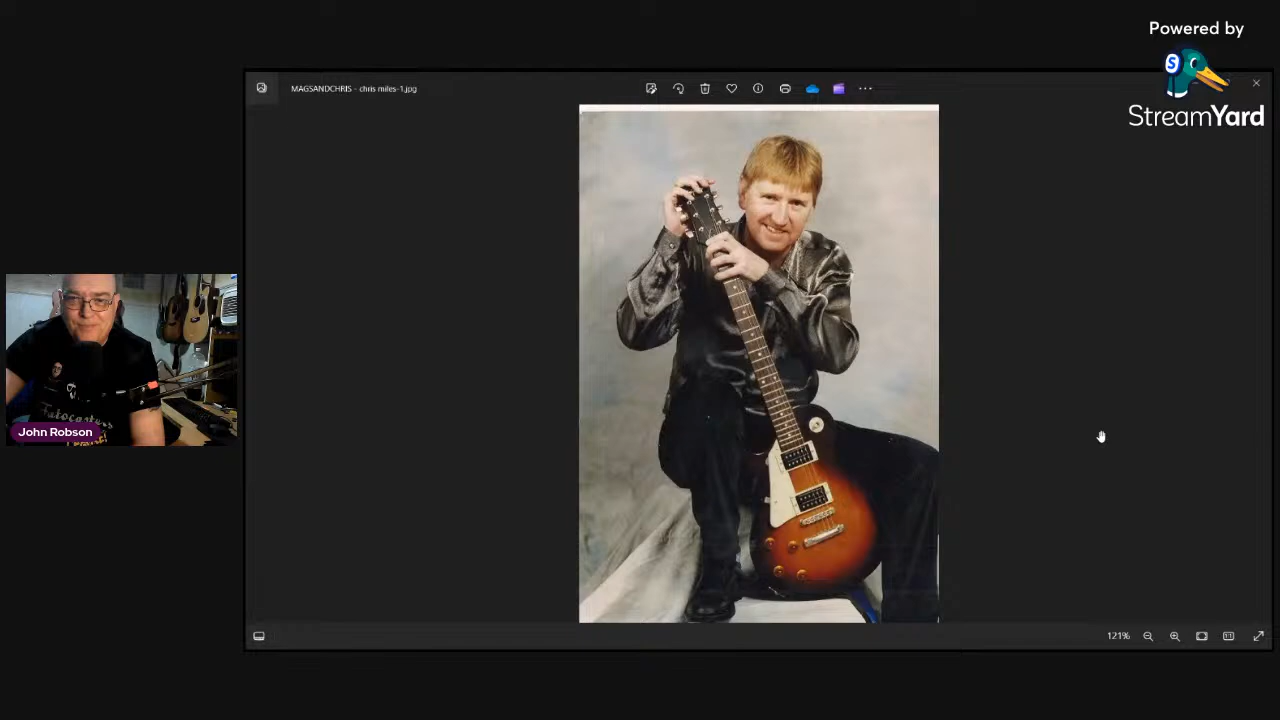 Powered by
StreamYard
MAGSANDCHRIS - chris miles-1.jpg
John Robson
121%